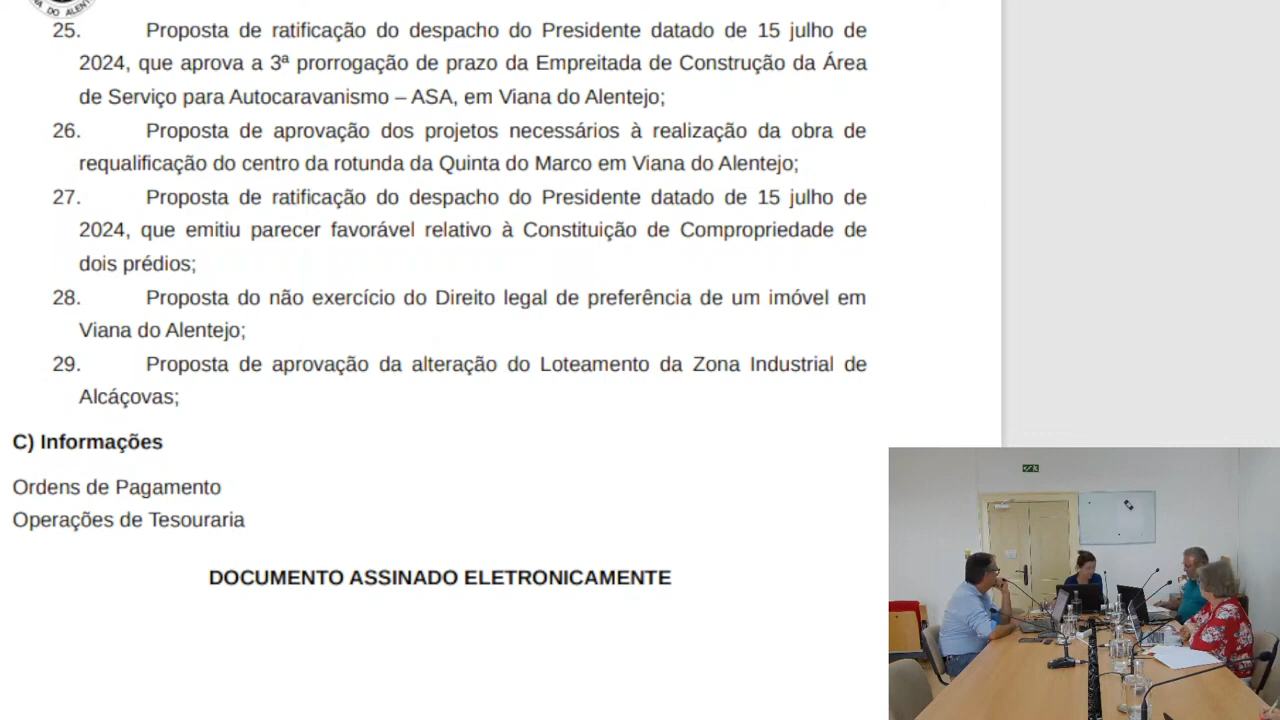 NA DO ALENTE
25. Proposta de ratificação do despacho do Presidente datado de 15 julho de
2024, que aprova a 3ª prorrogação de prazo da Empreitada de Construção da Área
de Serviço para Autocaravanismo – ASA, em Viana do Alentejo;
26. Proposta de aprovação dos projetos necessários à realização da obra de
requalificação do centro da rotunda da Quinta do Marco em Viana do Alentejo;
27. Proposta de ratificação do despacho do Presidente datado de 15 julho de
2024, que emitiu parecer favorável relativo à Constituição de Compropriedade de
dois prédios;
28. Proposta do não exercício do Direito legal de preferência de um imóvel em
Viana do Alentejo;
29. Proposta de aprovação da alteração do Loteamento da Zona Industrial de
Alcáçovas;
C) Informações
Ordens de Pagamento
Operações de Tesouraria
DOCUMENTO ASSINADO ELETRONICAMENTE